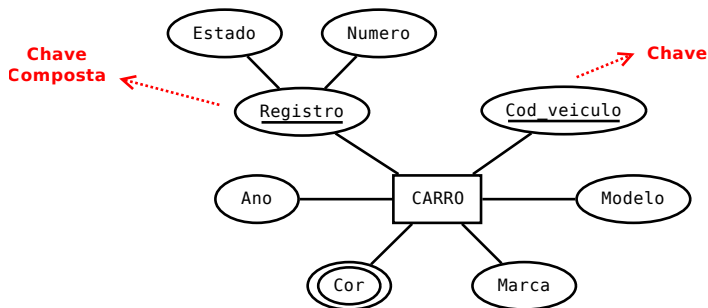 Estado
Numero
Chave
Composta
Chave
Registro
Cod_veiculo
Ano
CARRO
Modelo
Cor
Marca